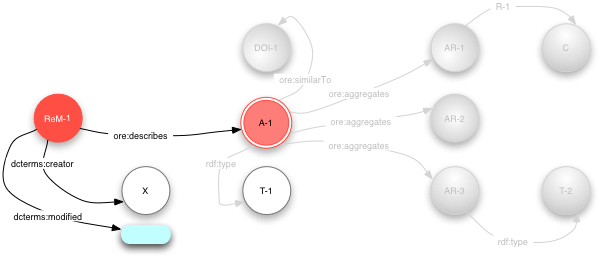 R-1
DOI-1
AR-1
C
ore:similarTo
ore:aggregates
ReM-1
A-1
AR-2
ore:describes
ore:aggregates
ore:aggregates
dcterms:creator
rdf:type
X
T-1
AR-3
T-2
dcterms:modified
rdf:type